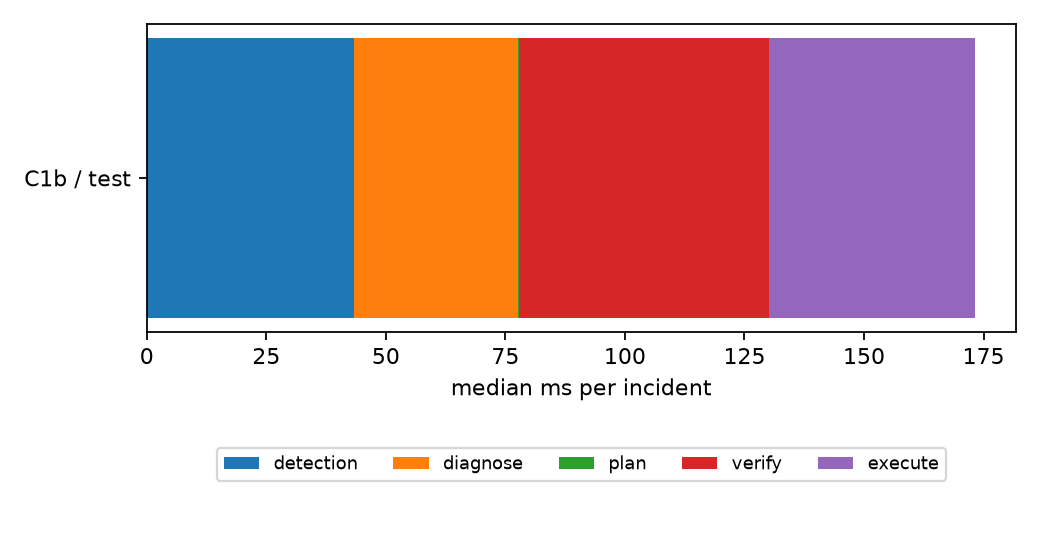 C1b / test
0 25 50 75 100 125 150 175
median ms per incident
detection diagnose plan verify execute